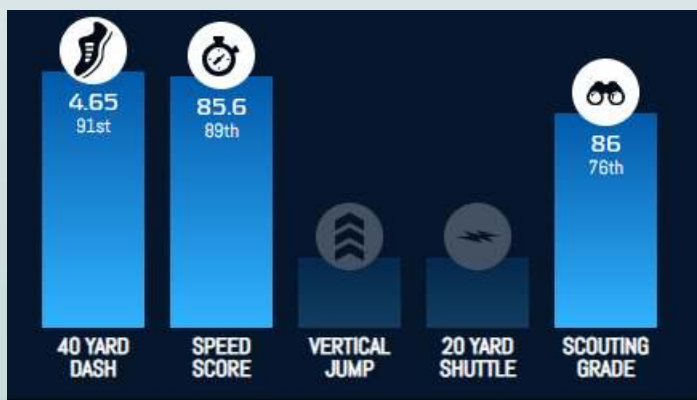 4.65
91st
85.6
89th
86
76th
40 YARD
DASH
SPEED
SCORE
VERTICAL
JUMP
20 YARD
SHUTTLE
SCOUTING
GRADE